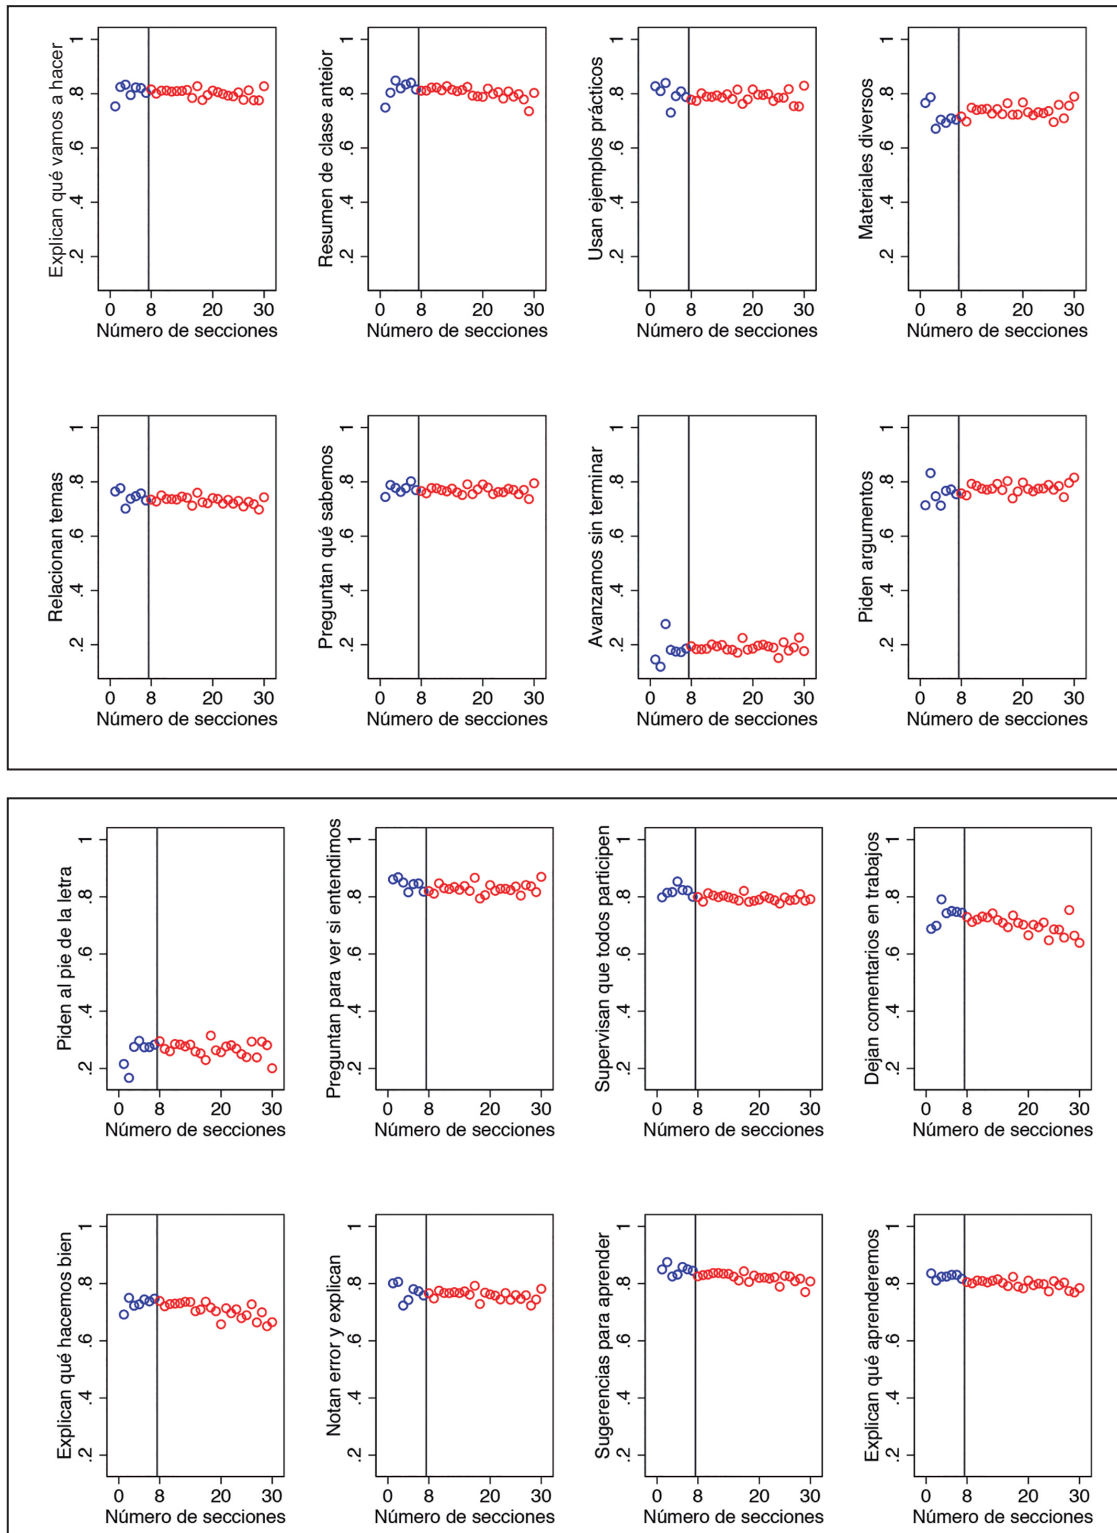 Explican qué vamos a hacer
1
.8
.6
.4
.2
0 8 20 30
Número de secciones
Resumen de clase anteior
1
.8
.6
.4
.2
0 8 20 30
Número de secciones
Usan ejemplos prácticos
1
.8
.6
.4
.2
0 8 20 30
Número de secciones
Materiales diversos
1
.8
.6
.4
.2
0 8 20 30
Número de secciones
Relacionan temas
1
.8
.6
.4
.2
0 8 20 30
Número de secciones
Preguntan qué sabemos
1
.8
.6
.4
.2
0 8 20 30
Número de secciones
Avanzamos sin terminar
1
.8
.6
.4
.2
0 8 20 30
Número de secciones
Piden argumentos
1
.8
.6
.4
.2
0 8 20 30
Número de secciones
Piden al pie de la letra
1
.8
.6
.4
.2
0 8 20 30
Número de secciones
Preguntan para ver si entendimos
1
.8
.6
.4
.2
0 8 20 30
Número de secciones
Supervisan que todos participen
1
.8
.6
.4
.2
0 8 20 30
Número de secciones
Dejan comentarios en trabajos
1
.8
.6
.4
.2
0 8 20 30
Número de secciones
Explican qué hacemos bien
1
.8
.6
.4
.2
0 8 20 30
Número de secciones
Notan error y explican
1
.8
.6
.4
.2
0 8 20 30
Número de secciones
Sugerencias para aprender
1
.8
.6
.4
.2
0 8 20 30
Número de secciones
Explican qué aprenderemos
1
.8
.6
.4
.2
0 8 20 30
Número de secciones